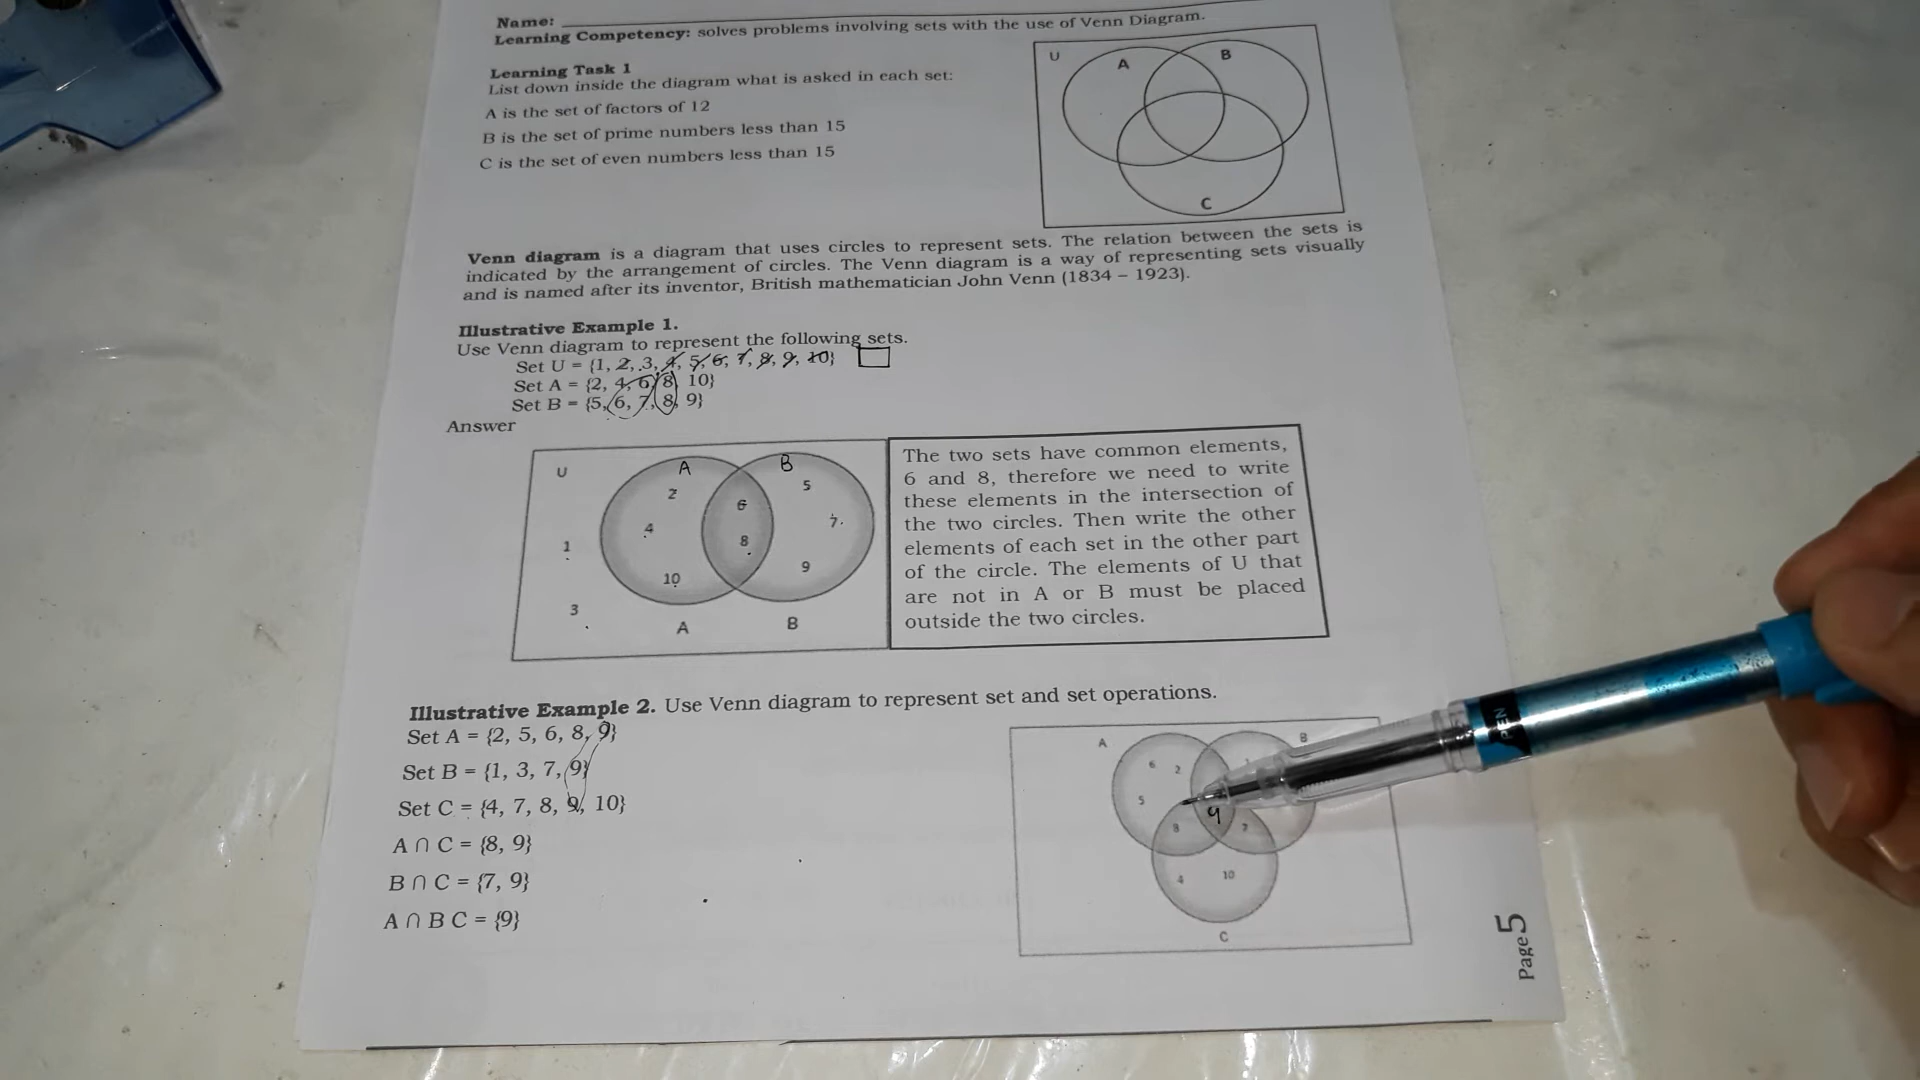 Name:
Learning Competency: solves problems involving sets with the use of Venn Diagram.
Learning Task 1
List down inside the diagram what is asked in each set:
A is the set of factors of 12
B is the set of prime numbers less than 15
C is the set of even numbers less than 15
U
A
B
C
Venn diagram is a diagram that uses circles to represent sets. The relation between the sets is
indicated by the arrangement of circles. The Venn diagram is a way of representing sets visually
and is named after its inventor, British mathematician John Venn (1834 – 1923).
Illustrative Example 1.
Use Venn diagram to represent the following sets.
Set U = {1, 2, 3, 4, 5, 6, 7, 8, 9, 10}
Set A = {2, 4, 6, 8, 10}
Set B = {5, 6, 7, 8, 9}
Answer
U
A
B
2
5
6
4
7
1
8
10
9
3
A
B
The two sets have common elements,
6 and 8, therefore we need to write
these elements in the intersection of
the two circles. Then write the other
elements of each set in the other part
of the circle. The elements of U that
are not in A or B must be placed
outside the two circles.
Illustrative Example 2. Use Venn diagram to represent set and set operations.
Set A = {2, 5, 6, 8, 9}
Set B = {1, 3, 7, 9}
Set C = {4, 7, 8, 9, 10}
A ∩ C = {8, 9}
B ∩ C = {7, 9}
A ∩ B C = {9}
A
B
6
2
5
9
8
7
4
10
C
PEN
Page 5